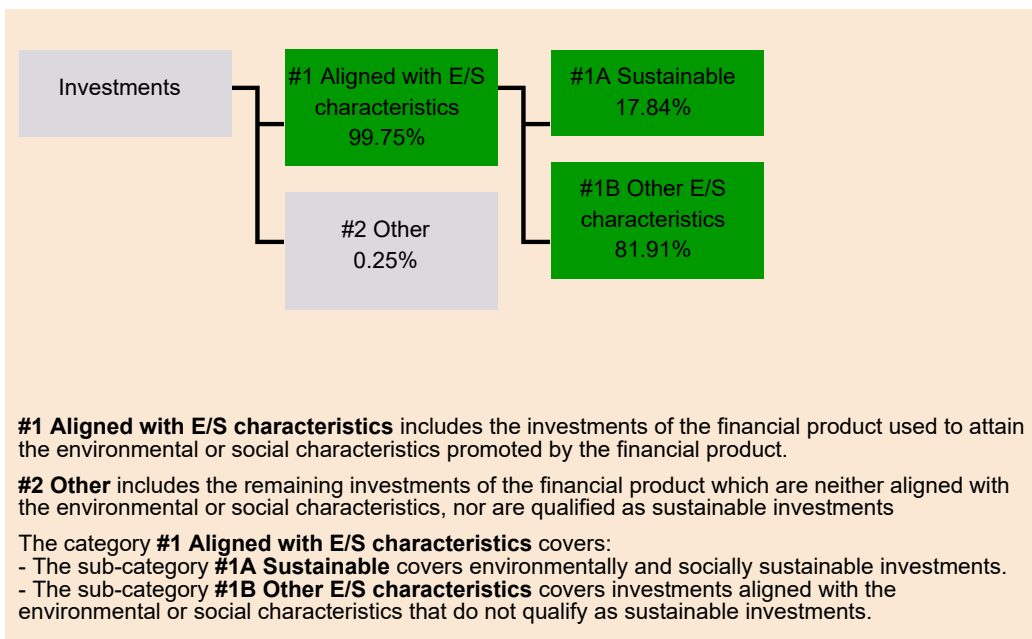 Investments
#1 Aligned with E/S
characteristics
99.75%
#2 Other
0.25%
#1A Sustainable
17.84%
#1B Other E/S
characteristics
81.91%
#1 Aligned with E/S characteristics includes the investments of the financial product used to attain
the environmental or social characteristics promoted by the financial product.
#2 Other includes the remaining investments of the financial product which are neither aligned with
the environmental or social characteristics, nor are qualified as sustainable investments
The category #1 Aligned with E/S characteristics covers:
- The sub-category #1A Sustainable covers environmentally and socially sustainable investments.
- The sub-category #1B Other E/S characteristics covers investments aligned with the
environmental or social characteristics that do not qualify as sustainable investments.